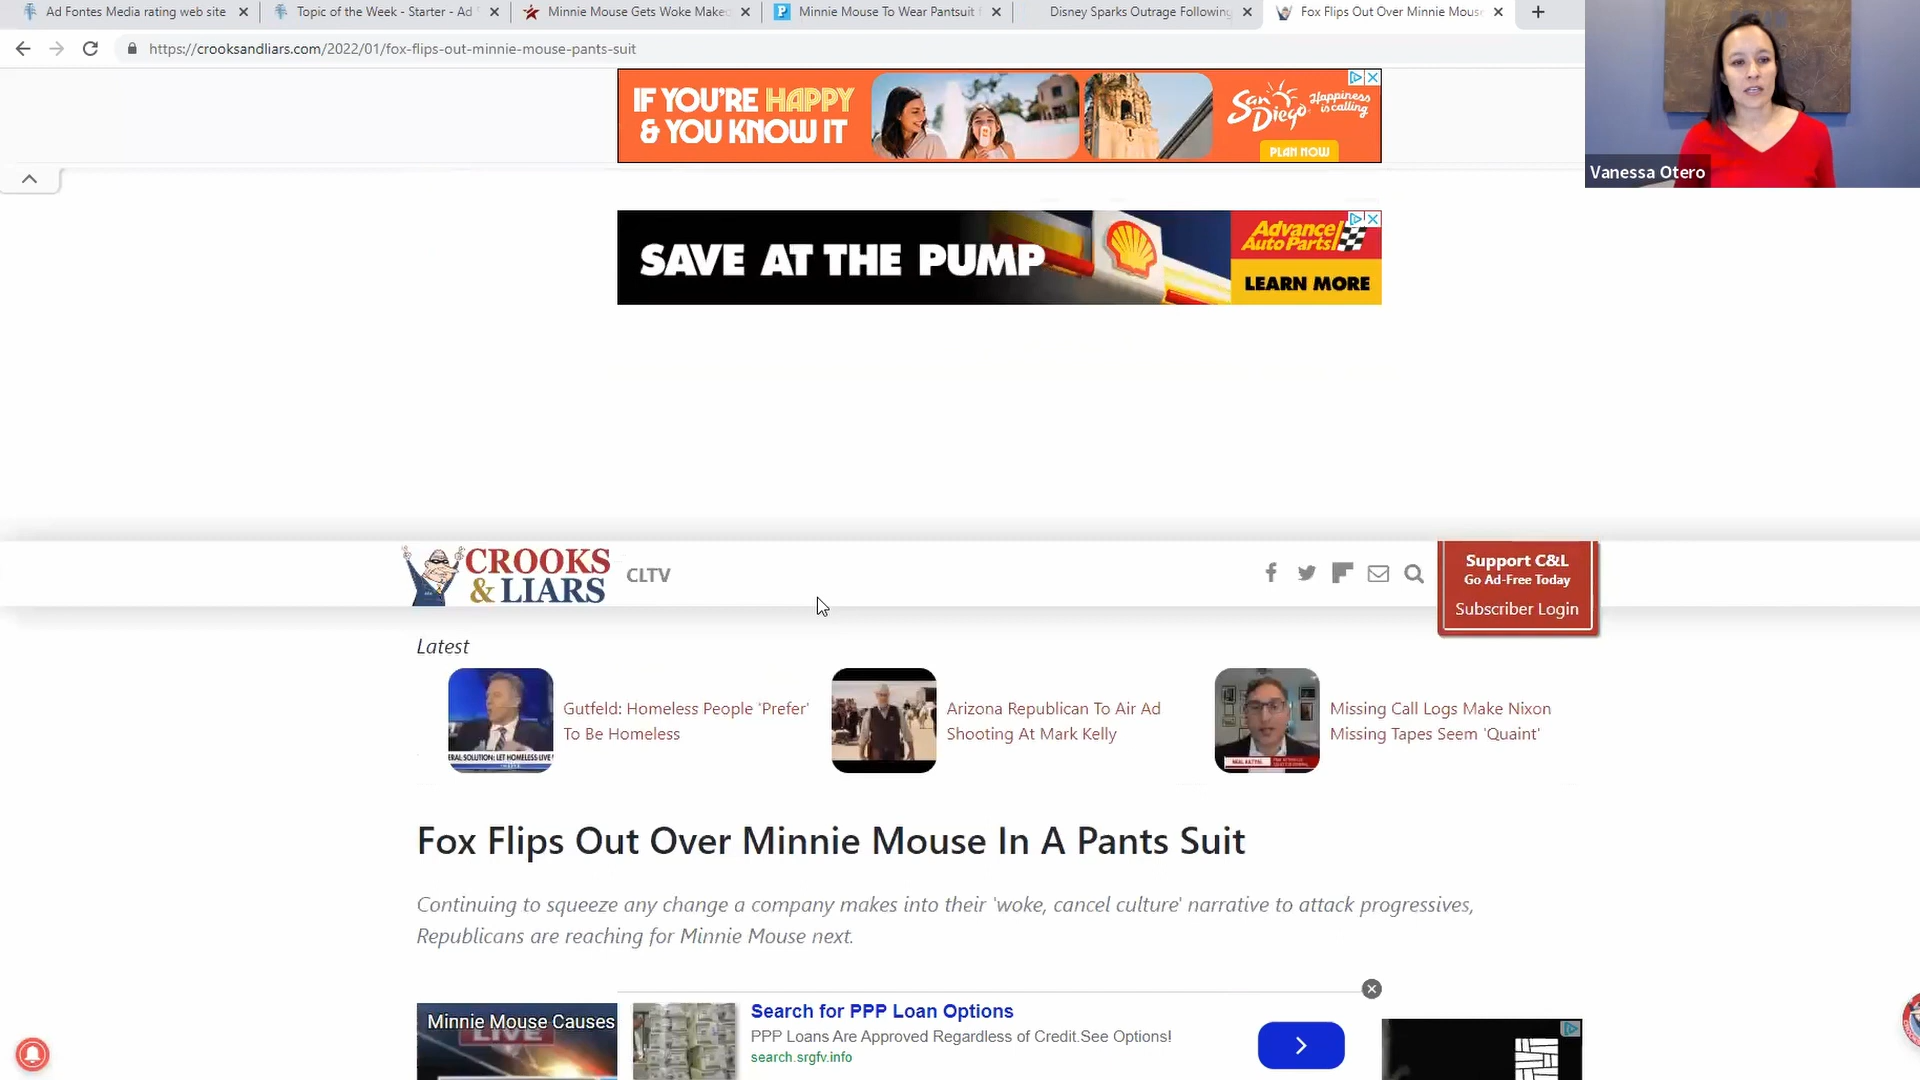 Ad Fontes Media rating web site
Topic of the Week - Starter - Ad
Minnie Mouse Gets Woke Make
Minnie Mouse To Wear Pantsuit
Disney Sparks Outrage Following
Fox Flips Out Over Minnie Mouse
https://crooksandliars.com/2022/01/fox-flips-out-minnie-mouse-pants-suit
Vanessa Otero
IF YOU'RE HAPPY
& YOU KNOW IT
San Diego
Happiness
is calling
PLAN NOW
SAVE AT THE PUMP
Advance
Auto Parts
LEARN MORE
CROOKS
& LIARS
CLTV
Support C&L
Go Ad-Free Today
Subscriber Login
Latest
Gutfeld: Homeless People 'Prefer'
To Be Homeless
ERAL SOLUTION: LET HOMELESS LIVE
Arizona Republican To Air Ad
Shooting At Mark Kelly
Missing Call Logs Make Nixon
Missing Tapes Seem 'Quaint'
NEAL KATYAL
Fox Flips Out Over Minnie Mouse In A Pants Suit
Continuing to squeeze any change a company makes into their 'woke, cancel culture' narrative to attack progressives,
Republicans are reaching for Minnie Mouse next.
Minnie Mouse Causes
LIVE
Search for PPP Loan Options
PPP Loans Are Approved Regardless of Credit.See Options!
search.srgfv.info